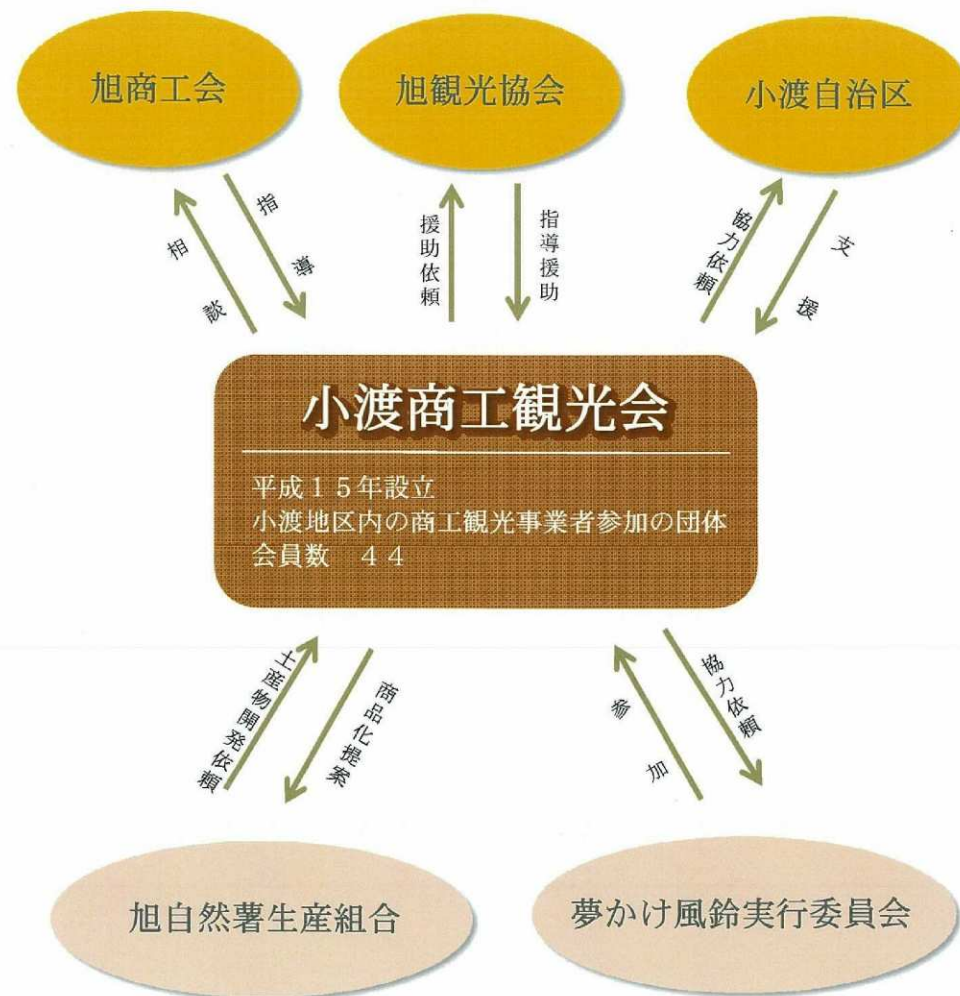 旭商工会
旭観光協会
小渡自治区
相談
指導
援助依頼
指導援助
協力依頼
支援
小渡商工観光会
平成１５年設立
小渡地区内の商工観光事業者参加の団体
会員数　４４
土産物開発依頼
商品化提案
参加
協力依頼
旭自然薯生産組合
夢かけ風鈴実行委員会